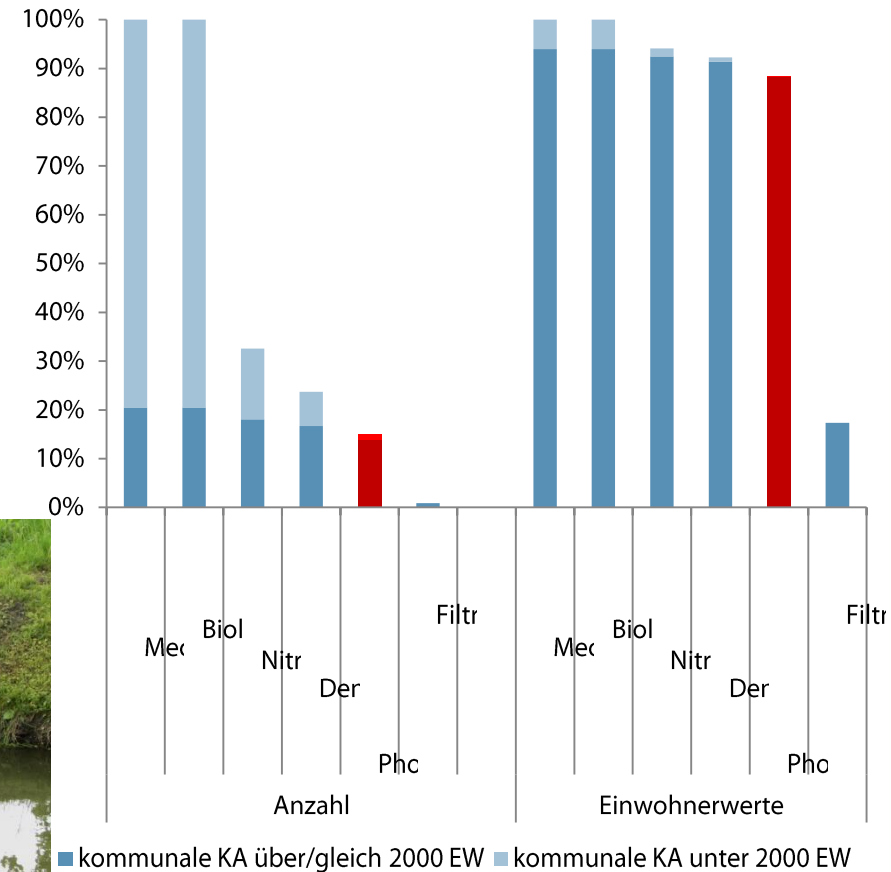 100%
90%
80%
70%
60%
50%
40%
30%
20%
10%
0%
Mec
Biol
Nitr
Der
Pho
Filtr
Mec
Biol
Nitr
Der
Pho
Filtr
Anzahl Einwohnerwerte
kommunale KA über/gleich 2000 EW kommunale KA unter 2000 EW